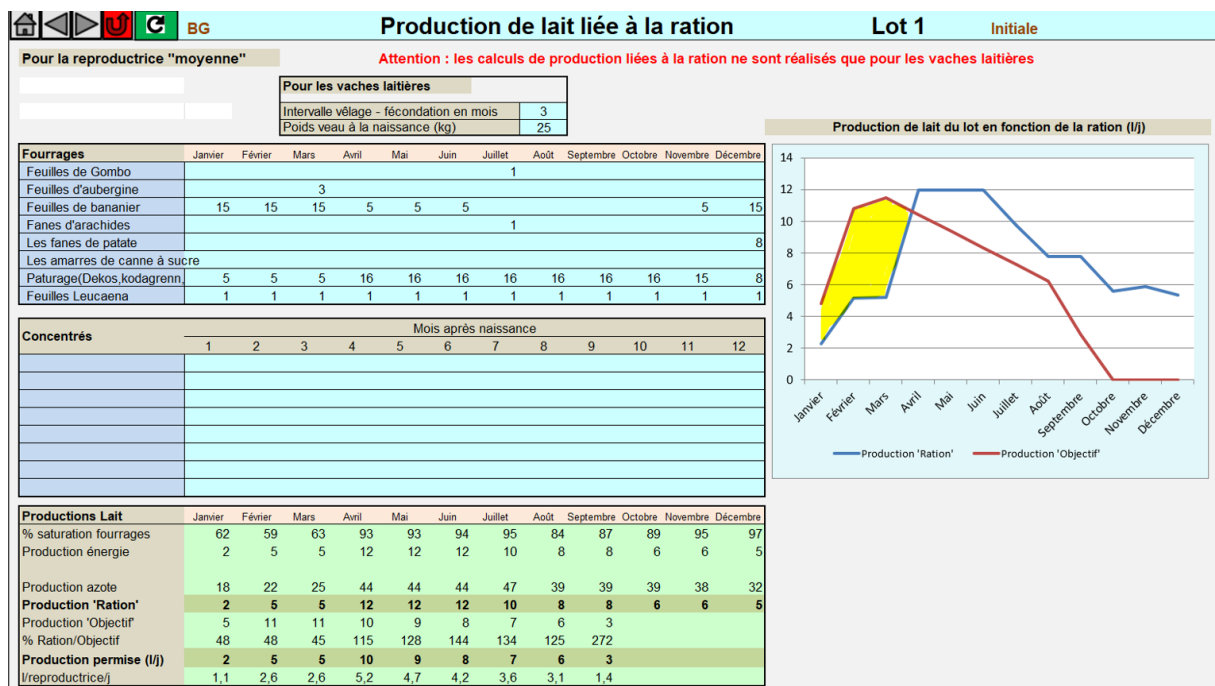 BG Production de lait liée à la ration Lot 1 Initiale
Pour la reproductrice "moyenne" Attention : les calculs de production liées à la ration ne sont réalisés que pour les vaches laitières
Pour les vaches laitières
Intervalle vêlage - fécondation en mois 3
Poids veau à la naissance (kg) 25
Fourrages Janvier Février Mars Avril Mai Juin Juillet Août Septembre Octobre Novembre Décembre
Feuilles de Gombo 1
Feuilles d'aubergine 3
Feuilles de bananier 15 15 15 5 5 5 5 15
Fanes d'arachides 1
Les fanes de patate 8
Les amarres de canne à sucre
Paturage(Dekos,kodagrenn, 5 5 5 16 16 16 16 16 16 16 15 8
Feuilles Leucaena 1 1 1 1 1 1 1 1 1 1 1 1
Concentrés Mois après naissance
1 2 3 4 5 6 7 8 9 10 11 12
Productions Lait Janvier Février Mars Avril Mai Juin Juillet Août Septembre Octobre Novembre Décembre
% saturation fourrages 62 59 63 93 93 94 95 84 87 89 95 97
Production énergie 2 5 5 12 12 12 10 8 8 6 6 5
Production azote 18 22 25 44 44 44 47 39 39 39 38 32
Production 'Ration' 2 5 5 12 12 12 10 8 8 6 6 5
Production 'Objectif' 5 11 11 10 9 8 7 6 3
% Ration/Objectif 48 48 45 115 128 144 134 125 272
Production permise (l/j) 2 5 5 10 9 8 7 6 3
l/reproductrice/j 1,1 2,6 2,6 5,2 4,7 4,2 3,6 3,1 1,4
Production de lait du lot en fonction de la ration (l/j)
14
12
10
8
6
4
2
0
Janvier Février Mars Avril Mai Juin Juillet Août Septembre Octobre Novembre Décembre
Production 'Ration' Production 'Objectif'